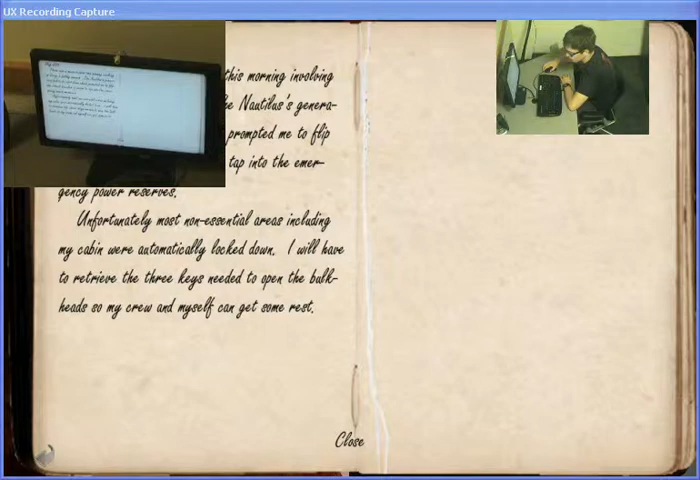 UX Recording Capture
this morning involving
he Nautilus's genera-
prompted me to flip
tap into the emer-
gency power reserves.
Unfortunately most non-essential areas including
my cabin were automatically locked down. I will have
to retrieve the three keys needed to open the bulk-
heads so my crew and myself can get some rest.
Close